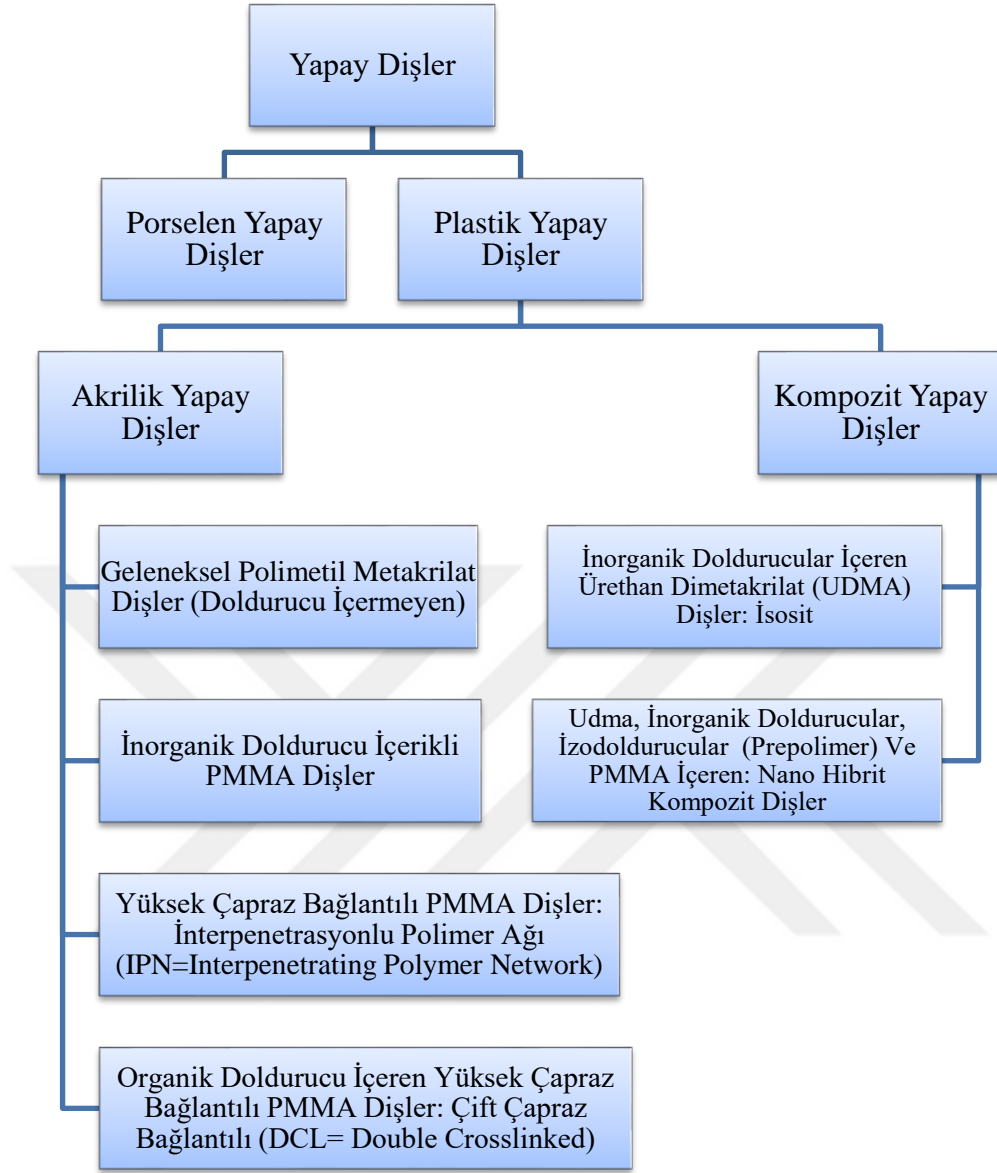 Yapay Dişler
Porselen Yapay
Dişler
Plastik Yapay
Dişler
Akrilik Yapay
Dişler
Kompozit Yapay
Dişler
Geleneksel Polimetil Metakrilat
Dişler (Doldurucu İçermeyen)
İnorganik Doldurucu İçerikli
PMMA Dişler
Yüksek Çapraz Bağlantılı PMMA Dişler:
İnterpenetrasyonlu Polimer Ağı
(IPN=Interpenetrating Polymer Network)
Organik Doldurucu İçeren Yüksek Çapraz
Bağlantılı PMMA Dişler: Çift Çapraz
Bağlantılı (DCL= Double Crosslinked)
İnorganik Doldurucular İçeren
Ürethan Dimetakrilat (UDMA)
Dişler: İsosit
Udma, İnorganik Doldurucular,
İzodoldurucular (Prepolimer) Ve
PMMA İçeren: Nano Hibrit
Kompozit Dişler